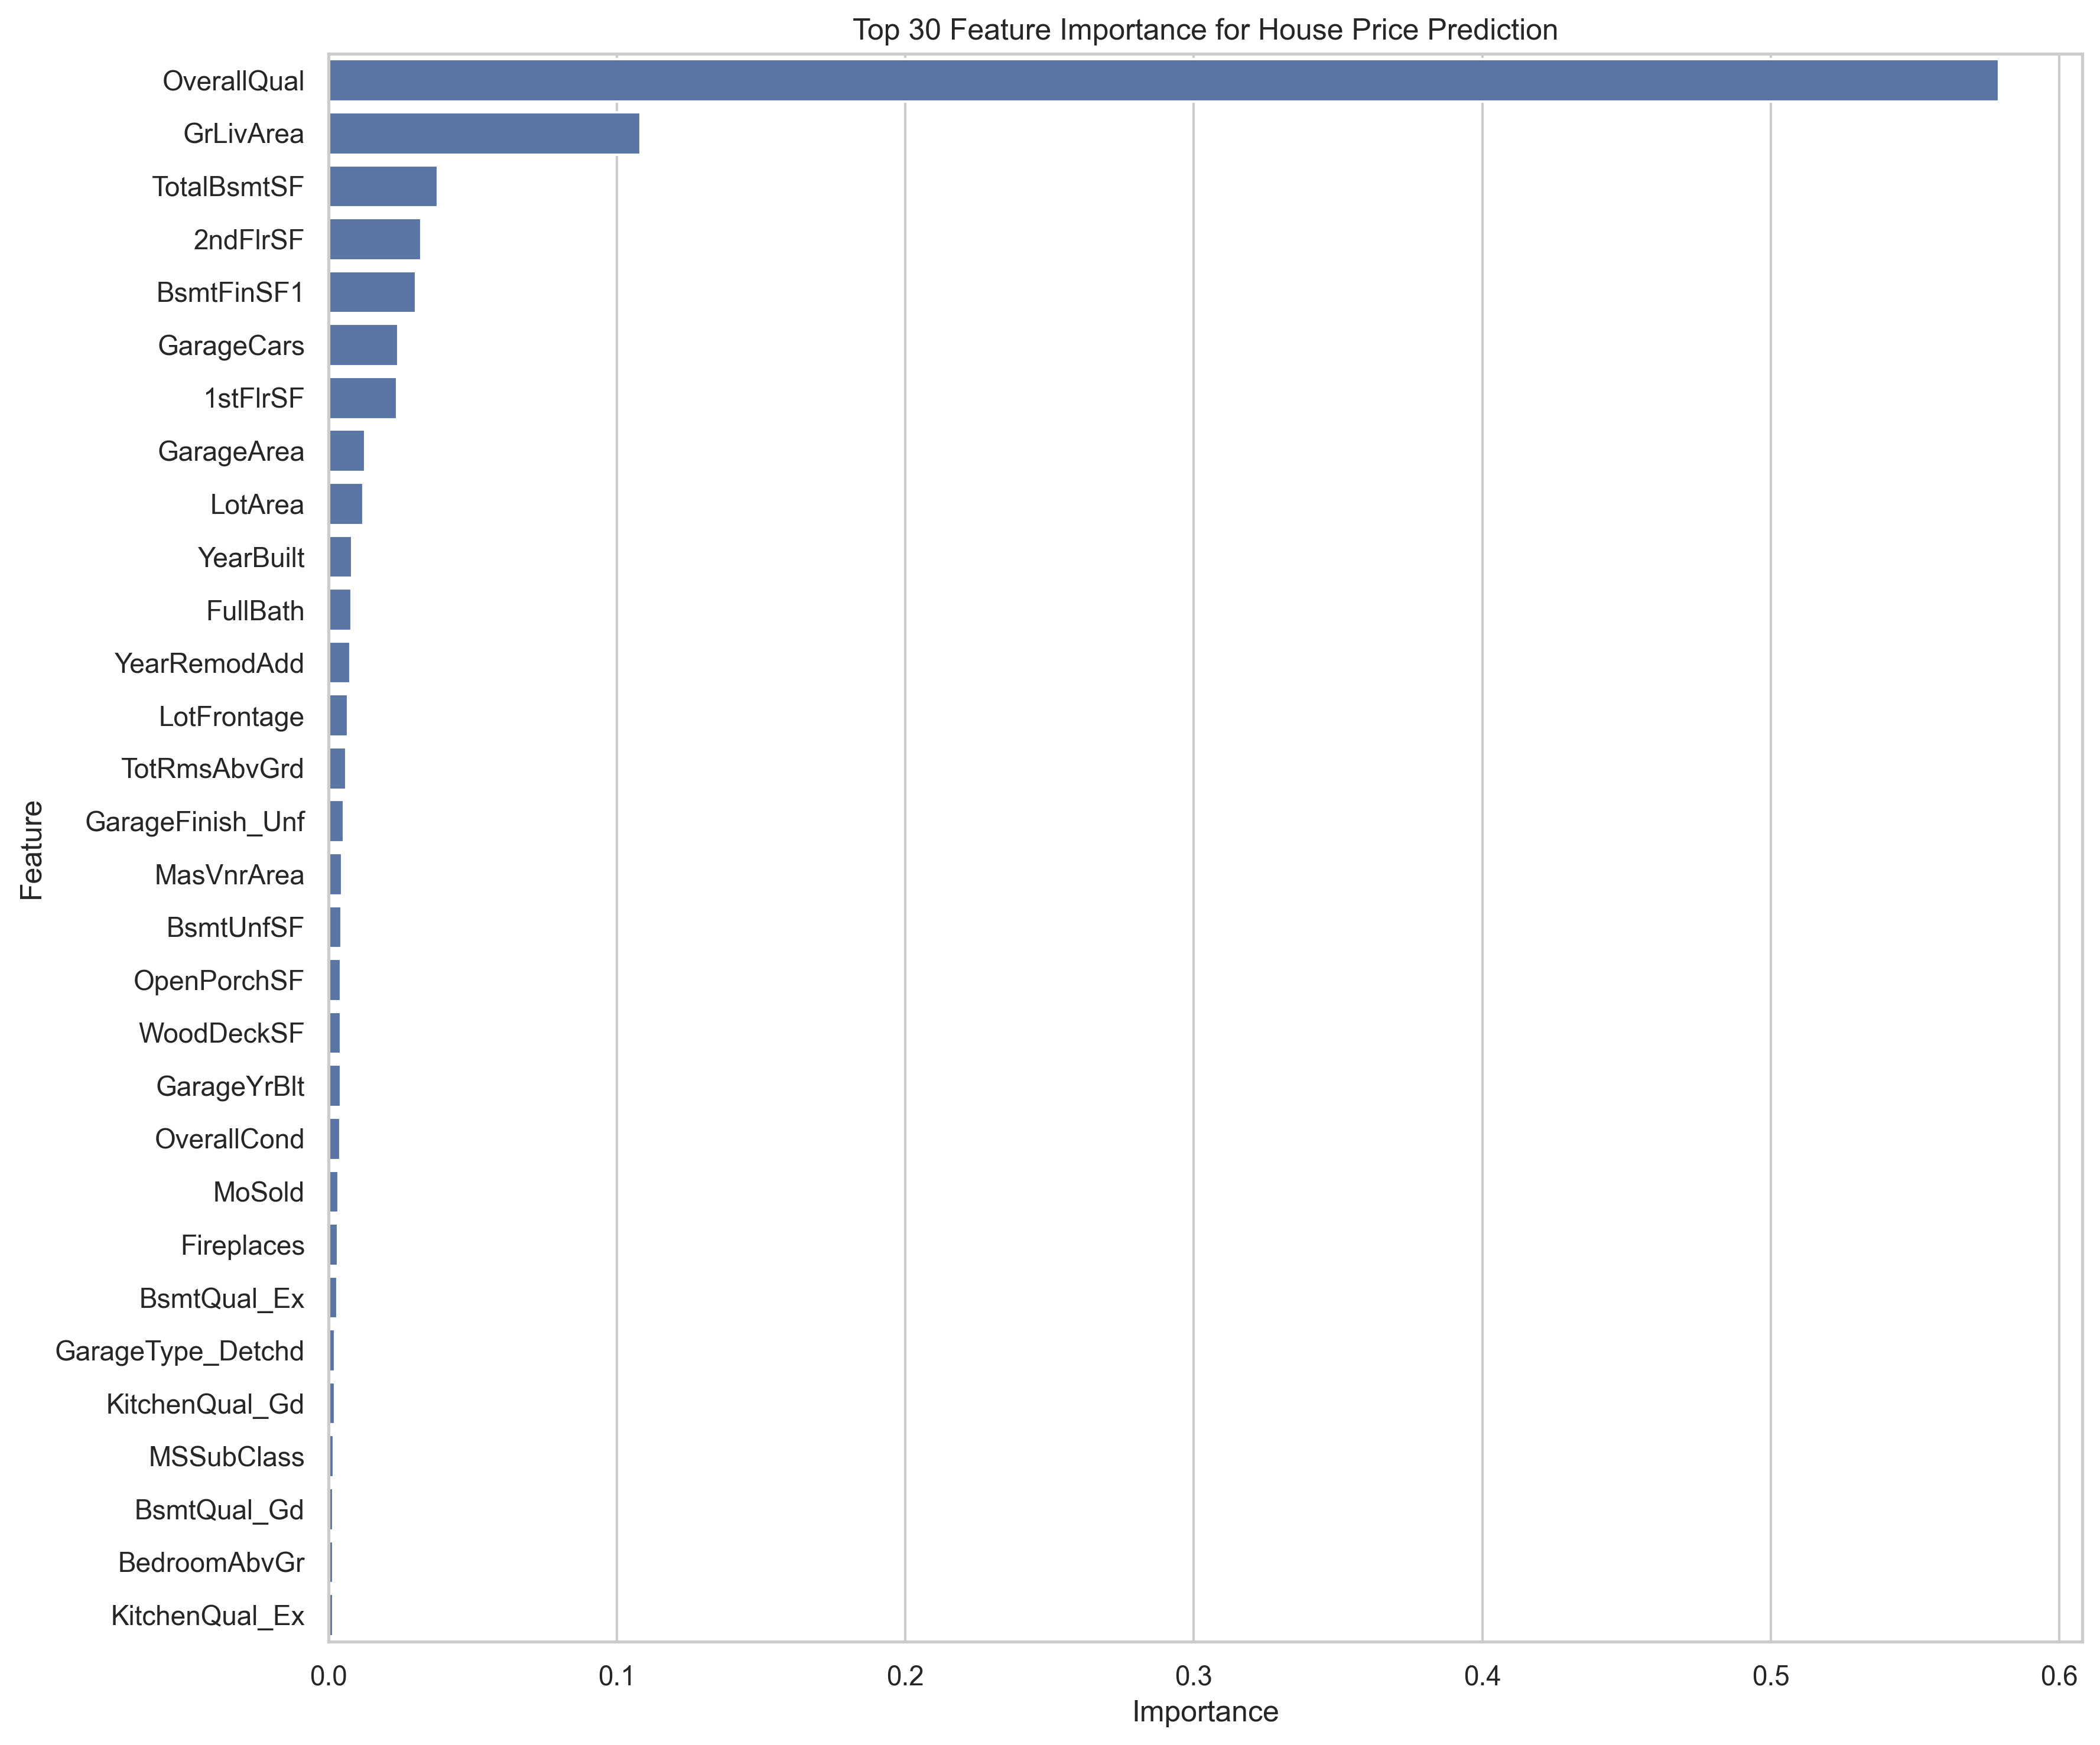 Top 30 Feature Importance for House Price Prediction
OverallQual
GrLivArea
TotalBsmtSF
2ndFlrSF
BsmtFinSF1
GarageCars
1stFlrSF
GarageArea
LotArea
YearBuilt
FullBath
YearRemodAdd
LotFrontage
TotRmsAbvGrd
GarageFinish_Unf
MasVnrArea
BsmtUnfSF
OpenPorchSF
WoodDeckSF
GarageYrBlt
OverallCond
MoSold
Fireplaces
BsmtQual_Ex
GarageType_Detchd
KitchenQual_Gd
MSSubClass
BsmtQual_Gd
BedroomAbvGr
KitchenQual_Ex
Feature
0.0 0.1 0.2 0.3 0.4 0.5 0.6
Importance